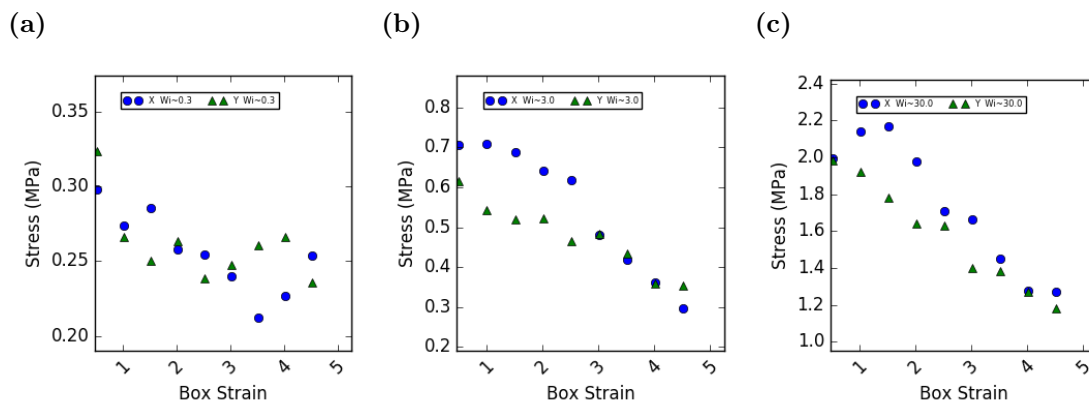 (a)
X Wi~0.3 Y Wi~0.3
0.35
0.30
0.25
0.20
Stress (MPa)
1 2 3 4 5
Box Strain
(b)
X Wi~3.0 Y Wi~3.0
0.8
0.7
0.6
0.5
0.4
0.3
0.2
Stress (MPa)
1 2 3 4 5
Box Strain
(c)
X Wi~30.0 Y Wi~30.0
2.4
2.2
2.0
1.8
1.6
1.4
1.2
1.0
Stress (MPa)
1 2 3 4 5
Box Strain